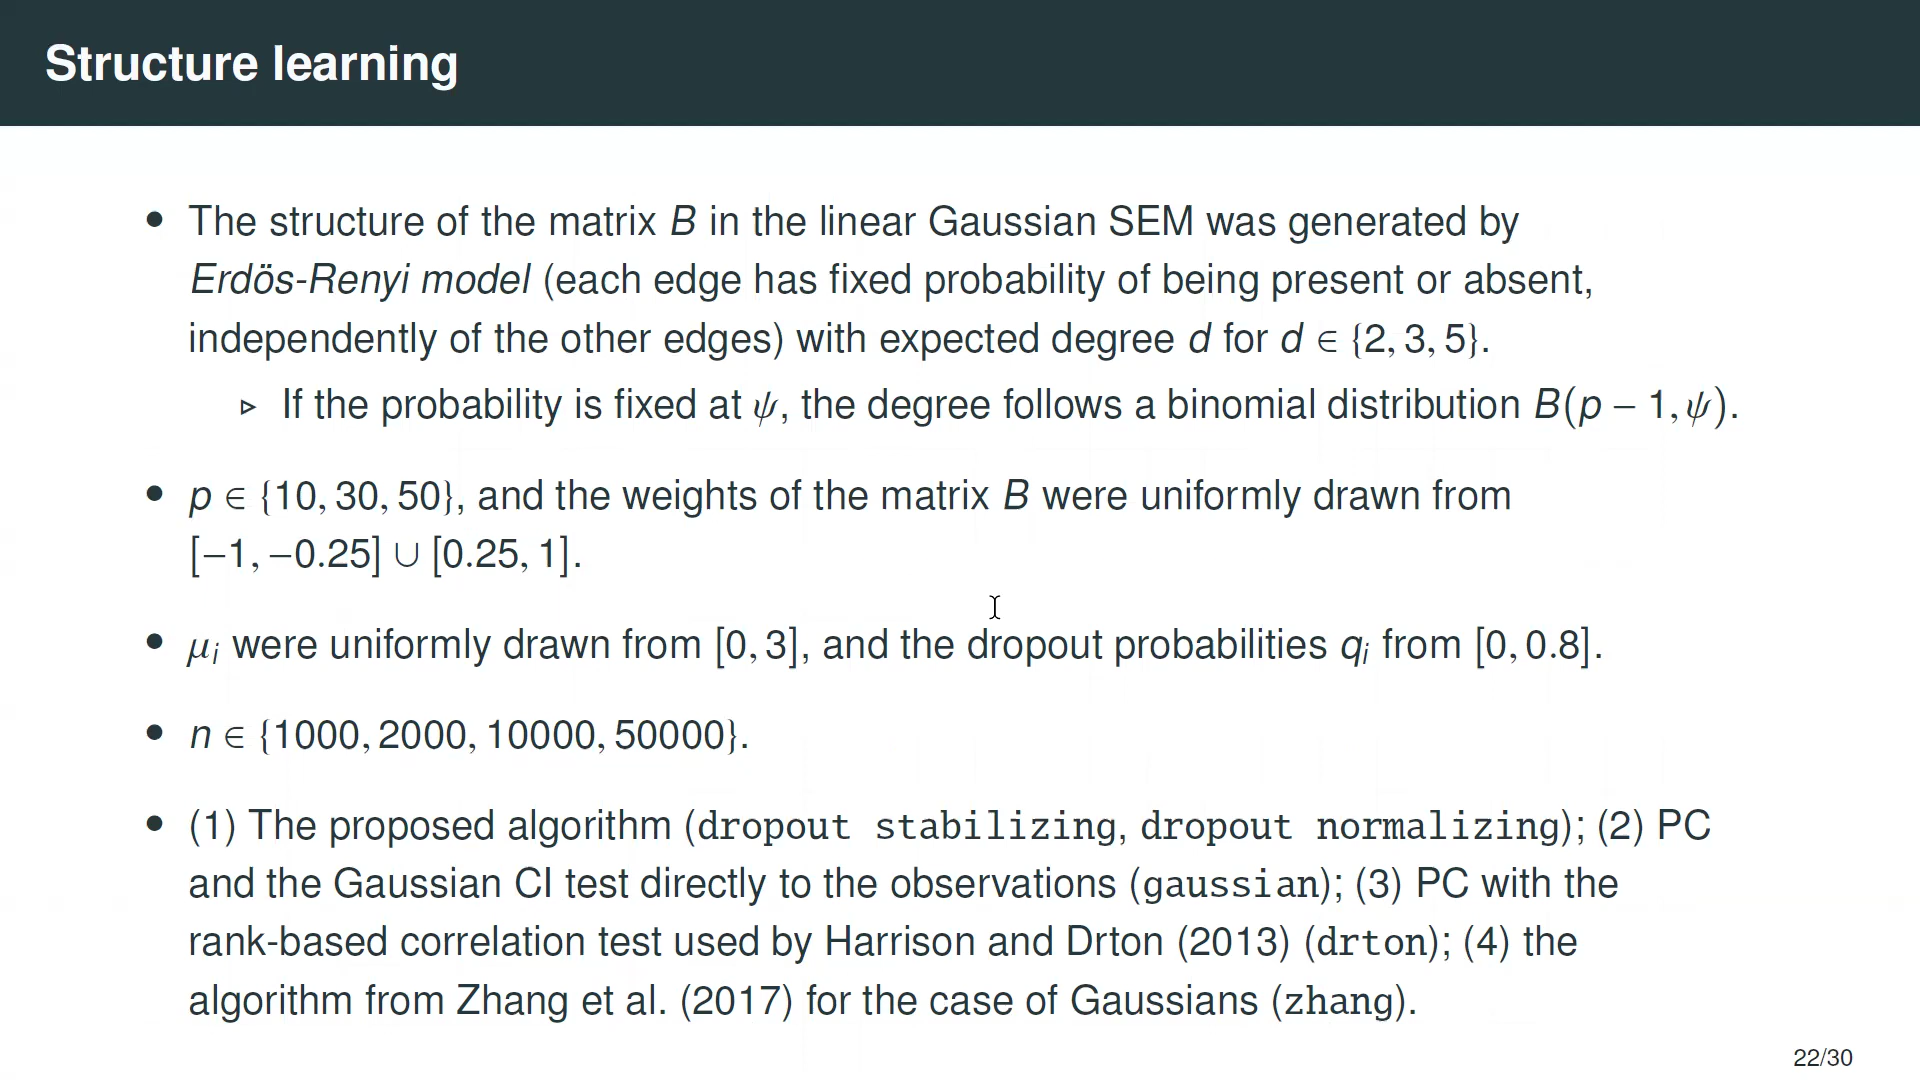 Structure learning
• The structure of the matrix B in the linear Gaussian SEM was generated by
Erdös-Renyi model (each edge has fixed probability of being present or absent,
independently of the other edges) with expected degree d for d ∈ {2, 3, 5}.
▹ If the probability is fixed at ψ, the degree follows a binomial distribution B(p − 1, ψ).
• p ∈ {10, 30, 50}, and the weights of the matrix B were uniformly drawn from
[−1, −0.25] ∪ [0.25, 1].
• μi were uniformly drawn from [0, 3], and the dropout probabilities qi from [0, 0.8].
• n ∈ {1000, 2000, 10000, 50000}.
• (1) The proposed algorithm (dropout stabilizing, dropout normalizing); (2) PC
and the Gaussian CI test directly to the observations (gaussian); (3) PC with the
rank-based correlation test used by Harrison and Drton (2013) (drton); (4) the
algorithm from Zhang et al. (2017) for the case of Gaussians (zhang).
22/30